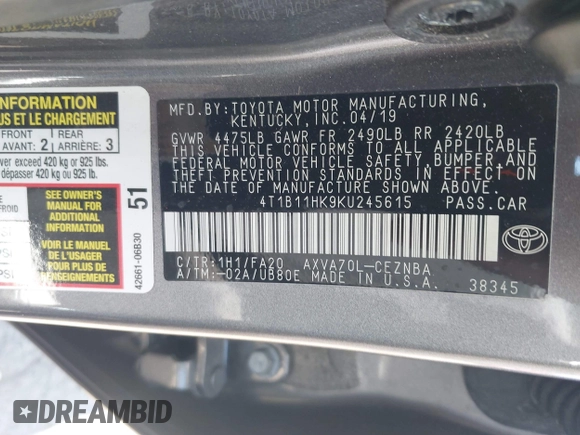 TOYOTA MOTOR
MFD.BY:TOYOTA MOTOR MANUFACTURING,
KENTUCKY,INC.04/19
GVWR 4475LB GAWR FR 2490LB RR 2420LB
THIS VEHICLE CONFORMS TO ALL APPLICABLE
FEDERAL MOTOR VEHICLE SAFETY,BUMPER,AND
THEFT PREVENTION STANDARDS IN EFFECT ON
THE DATE OF MANUFACTURE SHOWN ABOVE.
4T1B11HK9KU245615 PASS.CAR
C/TR:1H1/FA20 AXVA70L-CEZNBA
A/TM:-02A/UB80E MADE IN U.S.A. 38345
TOYOTA
INFORMATION
ET LE CHARGEMENT
FRONT REAR
AVANT: 2 ARRIÈRE: 3
exceed 420 kg or 925 lbs.
dépasser 420 kg ou 925 lb.
SEE OWNER'S
MANUAL FOR
ADDITIONAL
INFORMATION
VOIR LE MANUEL
DE L'USAGER
POUR PLUS DE
RENSEIGNEMENTS
51
42661-06B30
DREAMBID